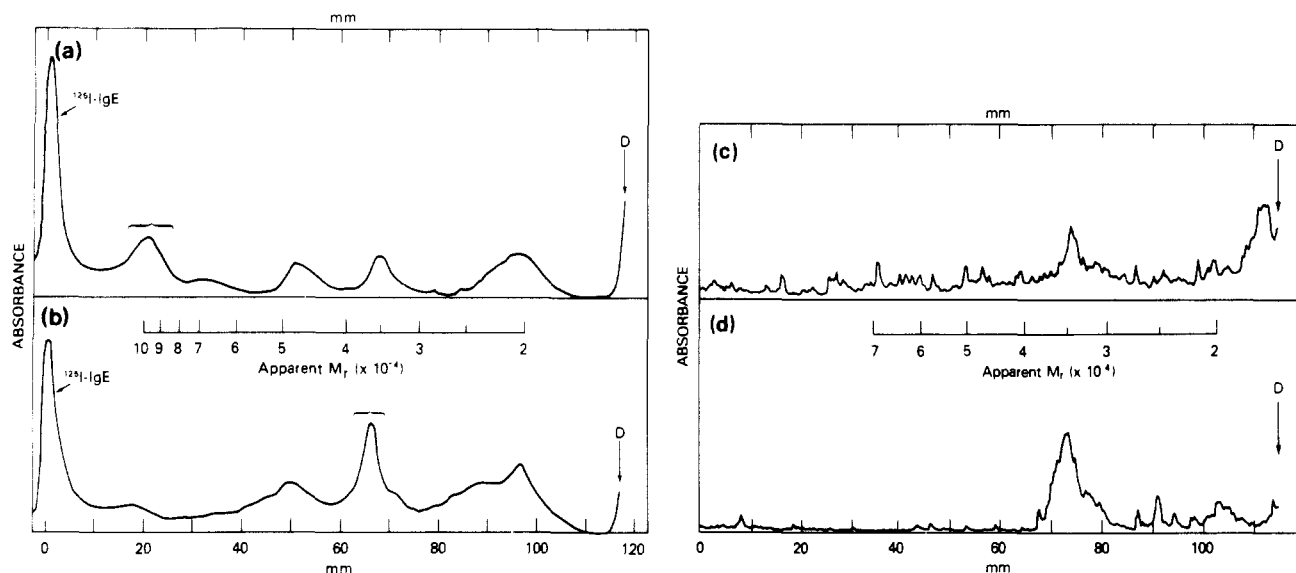 mm
(a)
¹²⁵I-IgE
D
ABSORBANCE
10 9 8 7 6 5 4 3 2
Apparent Mᵣ (x 10⁻⁴)
(b)
¹²⁵I-IgE
D
ABSORBANCE
0 20 40 60 80 100 120
mm
mm
(c)
D
ABSORBANCE
7 6 5 4 3 2
Apparent Mᵣ (x 10⁴)
(d)
D
0 20 40 60 80 100
mm